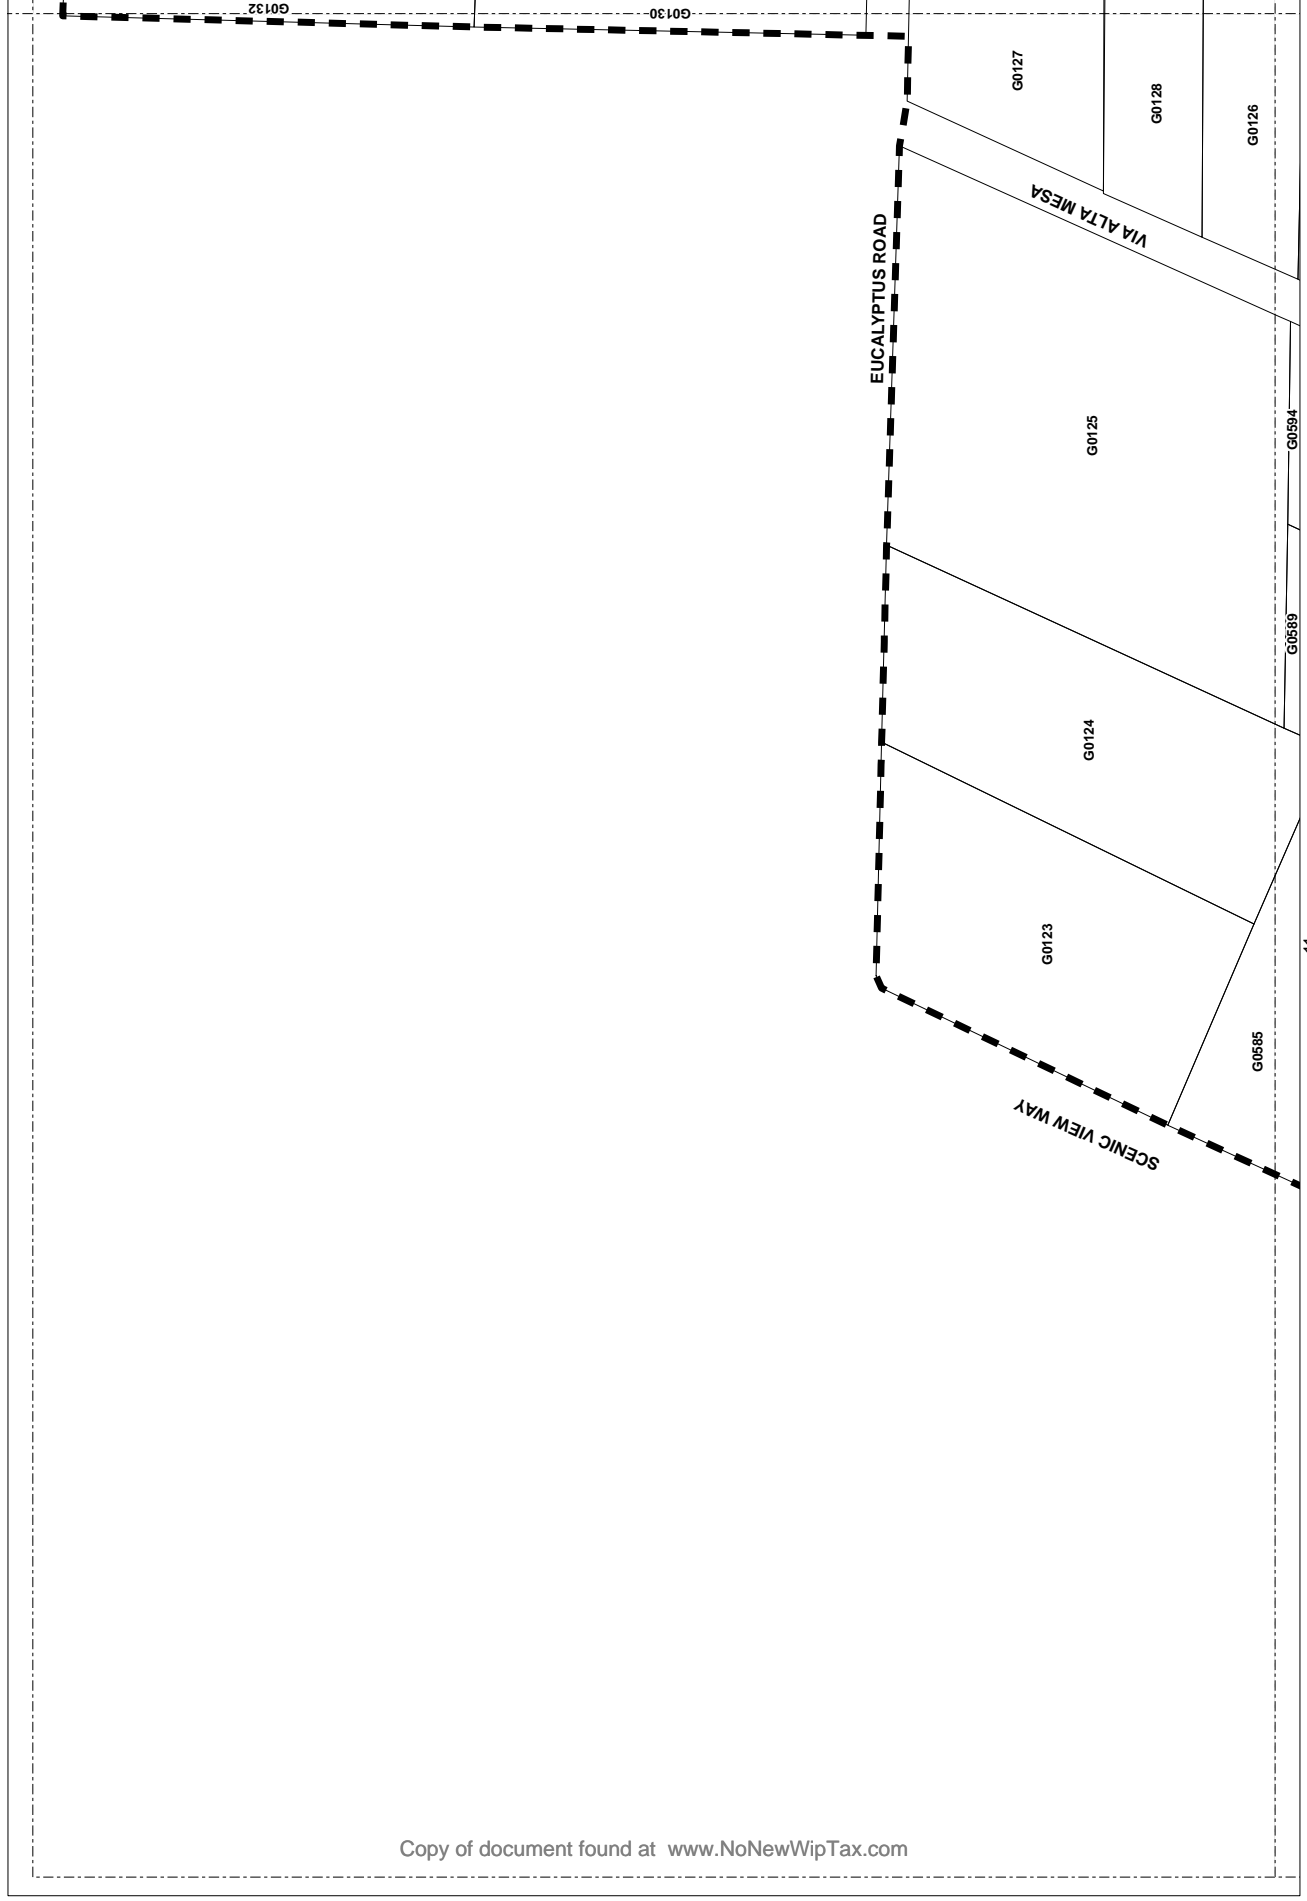 G0132
G0130
G0127
G0128
G0126
VIA ALTA MESA
EUCALYPTUS ROAD
G0125
G0594
G0589
G0124
G0123
G0585
SCENIC VIEW WAY
Copy of document found at www.NoNewWipTax.com